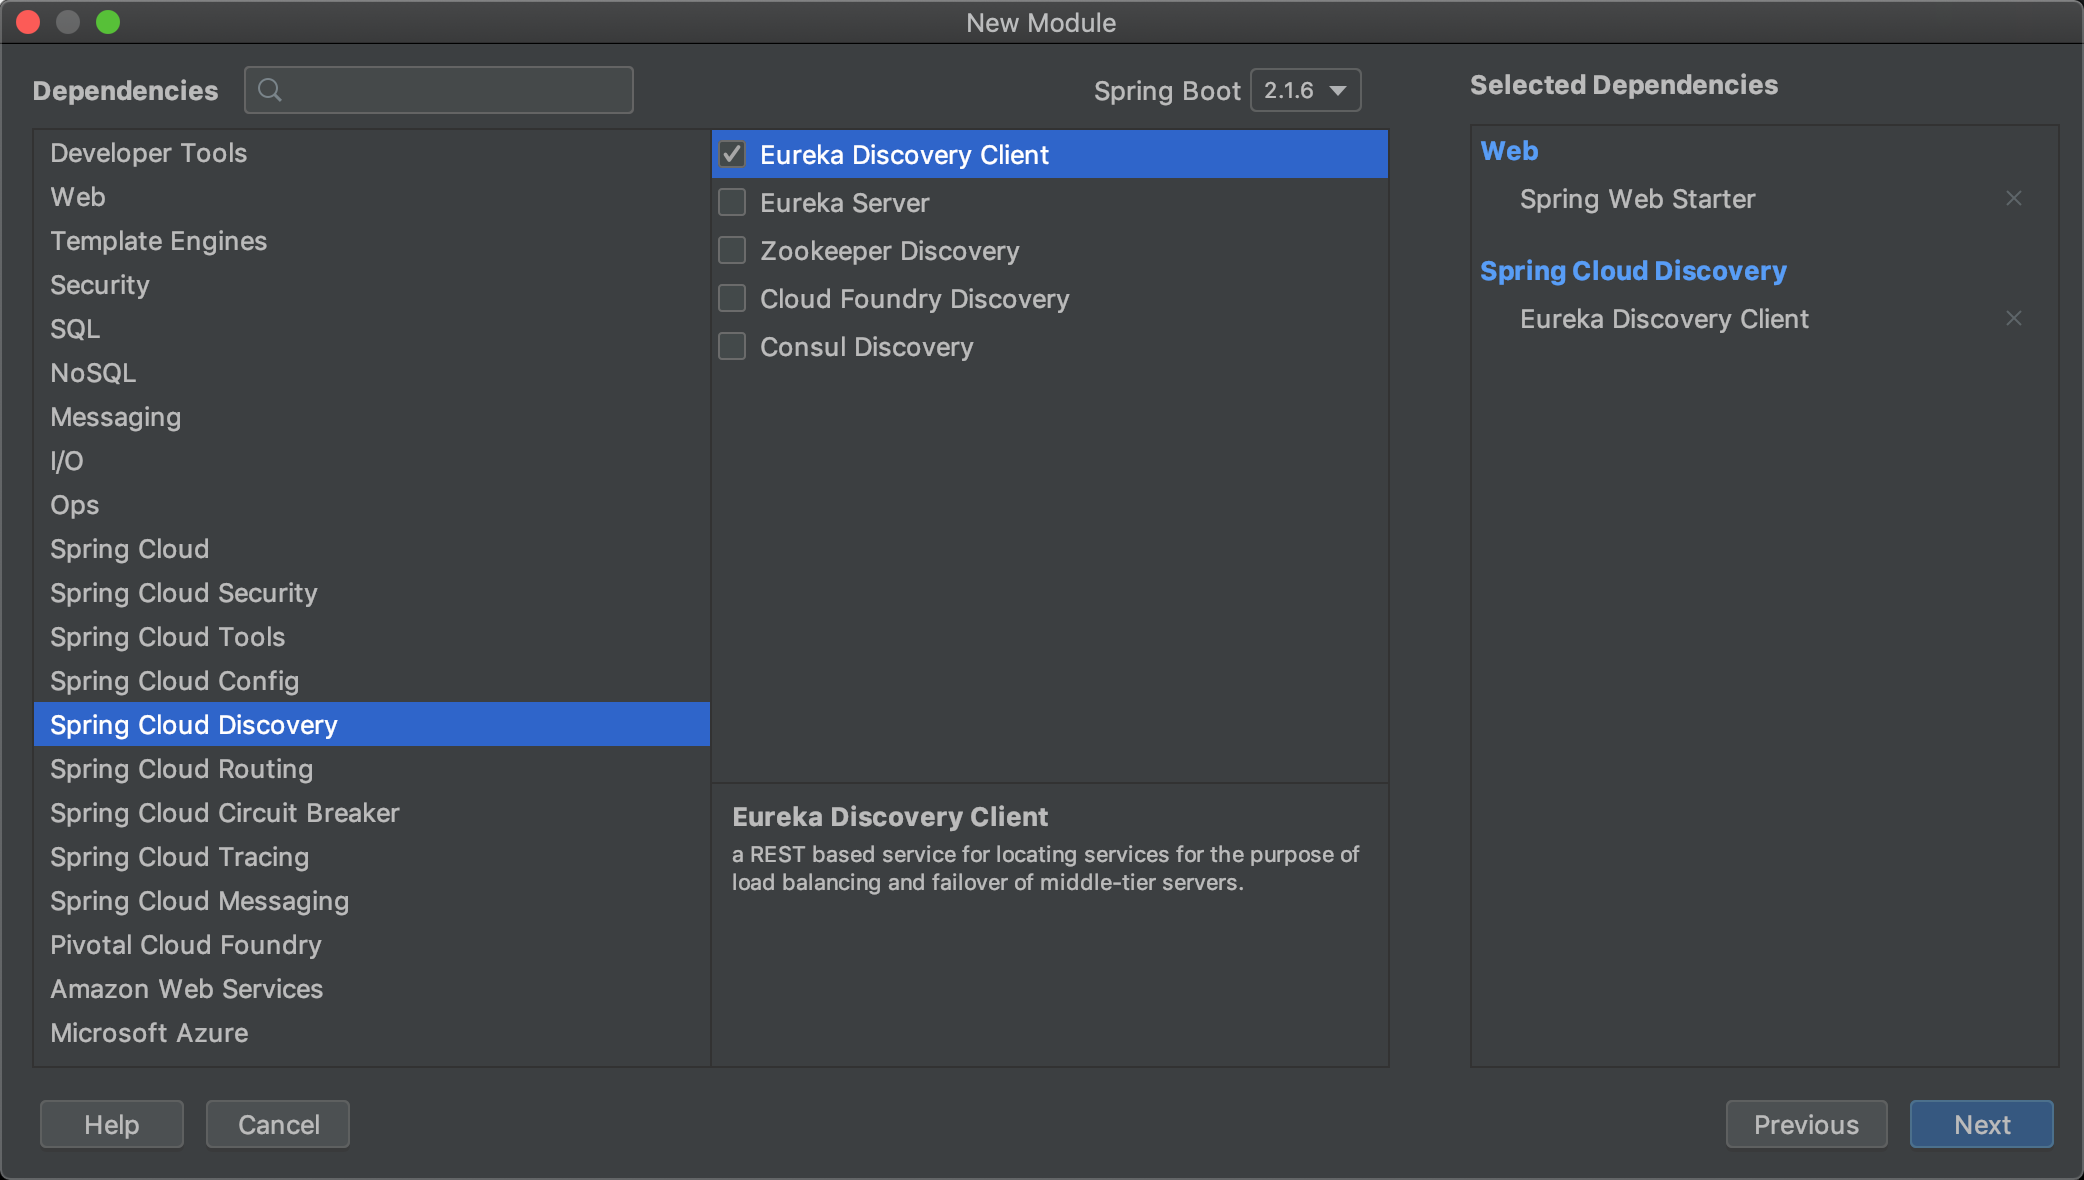 New Module
Dependencies
Spring Boot 2.1.6
Selected Dependencies
Developer Tools
Web
Template Engines
Security
SQL
NoSQL
Messaging
I/O
Ops
Spring Cloud
Spring Cloud Security
Spring Cloud Tools
Spring Cloud Config
Spring Cloud Discovery
Spring Cloud Routing
Spring Cloud Circuit Breaker
Spring Cloud Tracing
Spring Cloud Messaging
Pivotal Cloud Foundry
Amazon Web Services
Microsoft Azure
Eureka Discovery Client
Eureka Server
Zookeeper Discovery
Cloud Foundry Discovery
Consul Discovery
Eureka Discovery Client
a REST based service for locating services for the purpose of
load balancing and failover of middle-tier servers.
Web
Spring Web Starter
Spring Cloud Discovery
Eureka Discovery Client
Help
Cancel
Previous
Next